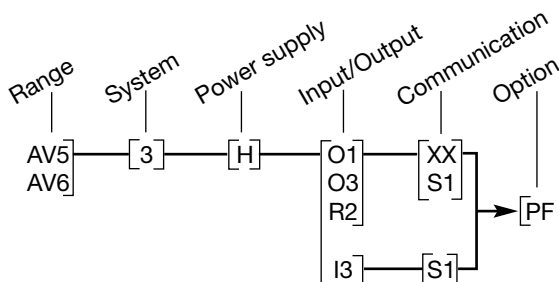 Range System Power supply Input/Output Communication Option
AV5 [3] [H] [O1] [XX] [PF
AV6 O3 S1]
R2]
I3] [S1]